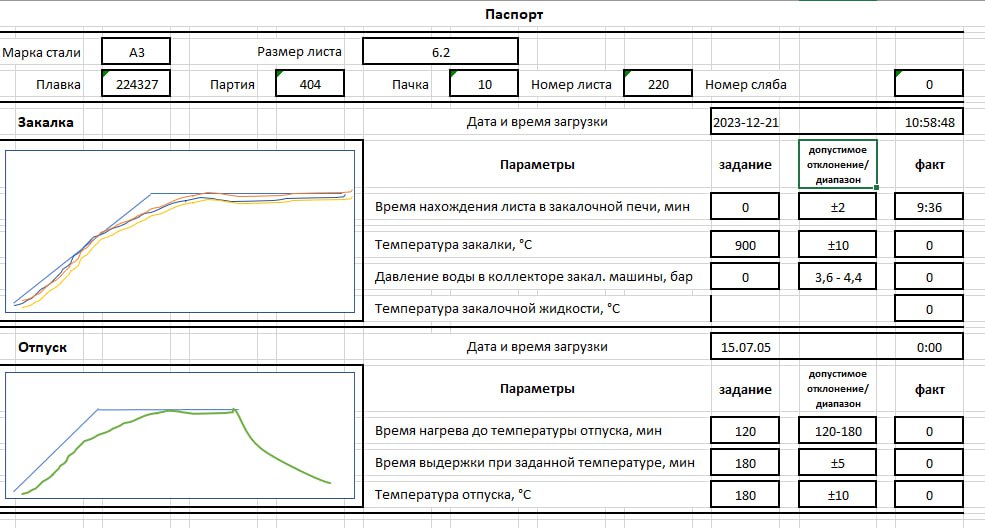 Паспорт
Марка стали А3 Размер листа 6.2
Плавка 224327 Партия 404 Пачка 10 Номер листа 220 Номер сляба 0
Закалка Дата и время загрузки 2023-12-21 10:58:48
Параметры задание допустимое отклонение/ диапазон факт
Время нахождения листа в закалочной печи, мин 0 ±2 9:36
Температура закалки, °С 900 ±10 0
Давление воды в коллекторе закал. машины, бар 0 3,6 - 4,4 0
Температура закалочной жидкости, °С 0
Отпуск Дата и время загрузки 15.07.05 0:00
Параметры задание допустимое отклонение/ диапазон факт
Время нагрева до температуры отпуска, мин 120 120-180 0
Время выдержки при заданной температуре, мин 180 ±5 0
Температура отпуска, °С 180 ±10 0